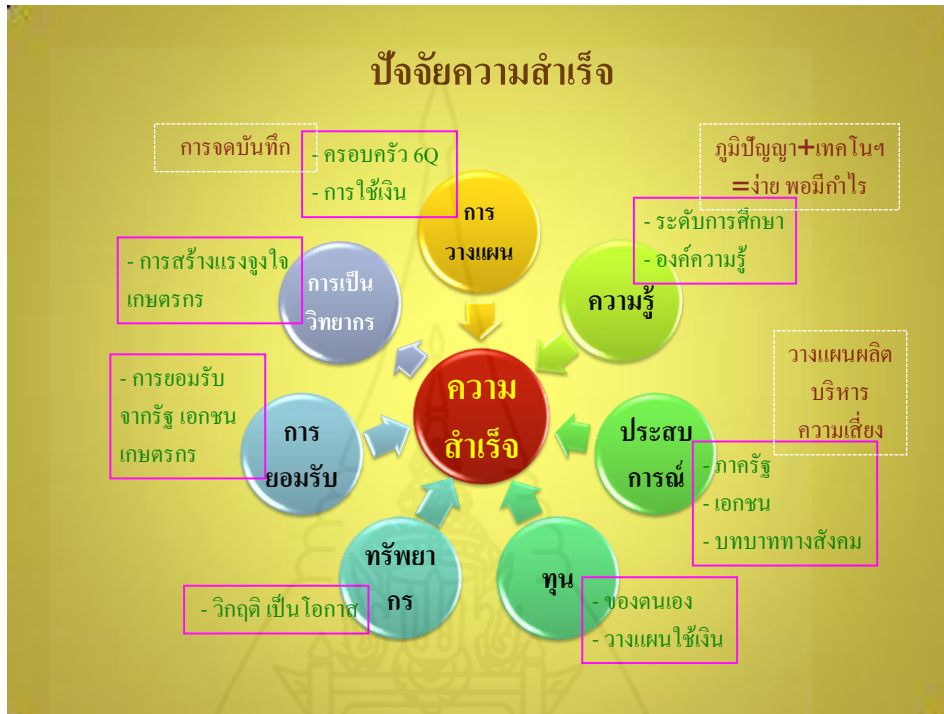 ปัจจัยความสำเร็จ
การจดบันทึก
- ครอบครัว 6Q
- การใช้เงิน
การ
วางแผน
ภูมิปัญญา+เทคโนฯ
=ง่าย พอมีกำไร
- ระดับการศึกษา
- องค์ความรู้
ความรู้
วางแผนผลิต
บริหาร
ความเสี่ยง
ประสบ
การณ์
- ภาครัฐ
- เอกชน
- บทบาททางสังคม
ทุน
- ของตนเอง
- วางแผนใช้เงิน
ทรัพยา
กร
- วิกฤติ เป็นโอกาส
การ
ยอมรับ
- การยอมรับ
จากรัฐ เอกชน
เกษตรกร
การเป็น
วิทยากร
- การสร้างแรงจูงใจ
เกษตรกร
ความ
สำเร็จ